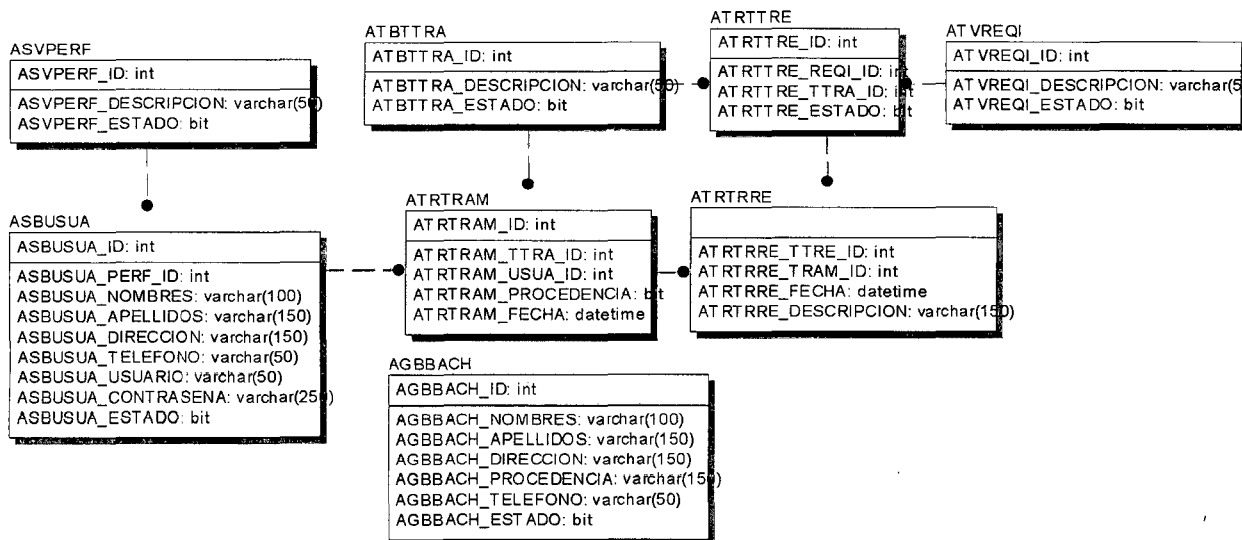 ASVPERF
ASVPERF_ID: int
ASVPERF_DESCRIPCION: varchar(50)
ASVPERF_ESTADO: bit
ATBTTRA
ATBTTRA_ID: int
ATBTTRA_DESCRIPCION: varchar(50)
ATBTTRA_ESTADO: bit
ATRTTRE
ATRTTRE_ID: int
ATRTTRE_REQI_ID: int
ATRTTRE_TTRA_ID: int
ATRTTRE_ESTADO: bit
ATVREQI
ATVREQI_ID: int
ATVREQI_DESCRIPCION: varchar(5
ATVREQI_ESTADO: bit
ASBUSUA
ASBUSUA_ID: int
ASBUSUA_PERF_ID: int
ASBUSUA_NOMBRES: varchar(100)
ASBUSUA_APELLIDOS: varchar(150)
ASBUSUA_DIRECCION: varchar(150)
ASBUSUA_TELEFONO: varchar(50)
ASBUSUA_USUARIO: varchar(50)
ASBUSUA_CONTRASENA: varchar(250)
ASBUSUA_ESTADO: bit
ATRTRAM
ATRTRAM_ID: int
ATRTRAM_TTRA_ID: int
ATRTRAM_USUA_ID: int
ATRTRAM_PROCEDENCIA: bit
ATRTRAM_FECHA: datetime
ATRTRRE
ATRTRRE_TTRE_ID: int
ATRTRRE_TRAM_ID: int
ATRTRRE_FECHA: datetime
ATRTRRE_DESCRIPCION: varchar(150)
AGBBACH
AGBBACH_ID: int
AGBBACH_NOMBRES: varchar(100)
AGBBACH_APELLIDOS: varchar(150)
AGBBACH_DIRECCION: varchar(150)
AGBBACH_PROCEDENCIA: varchar(150)
AGBBACH_TELEFONO: varchar(50)
AGBBACH_ESTADO: bit